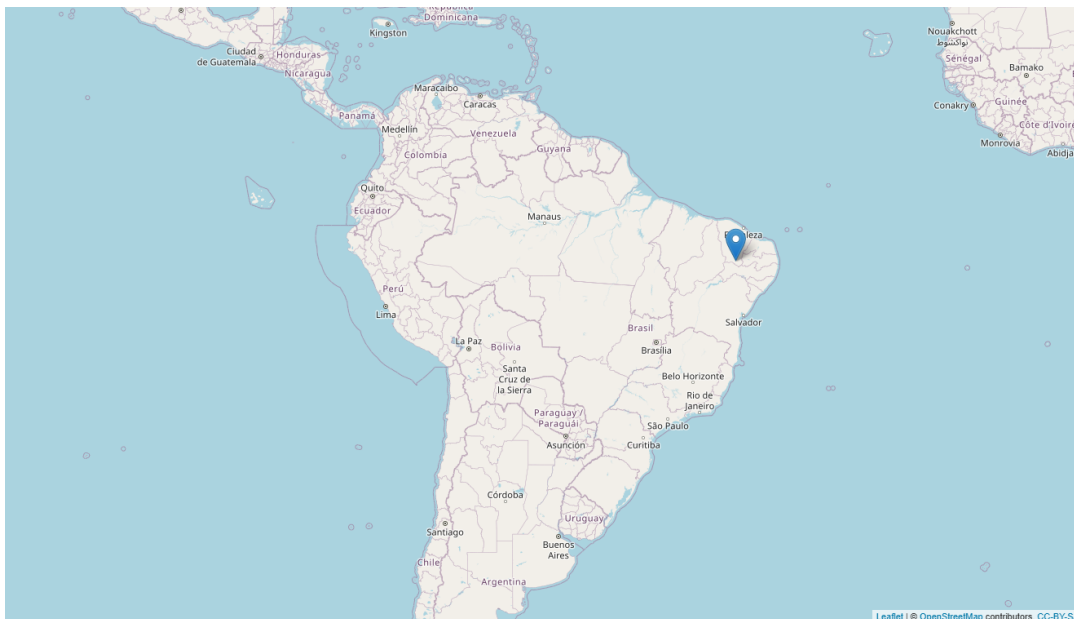 República
Dominicana
Kingston
Ciudad
de Guatemala
Honduras
Nicaragua
Nouakchott
نواكشوط
Sénégal
Bamako
Maracaibo
Caracas
Conakry
Guinée
Panamá
Medellín
Venezuela
Côte d'Ivoire
Monrovia
Abidja
Colombia
Guyana
Quito
Ecuador
Manaus
Perú
Lima
Salvador
Brasil
La Paz
Bolivia
Brasília
Santa
Cruz de
la Sierra
Belo Horizonte
Rio de
Janeiro
Paraguay /
Paraguái
São Paulo
Asunción
Curitiba
Córdoba
Uruguay
Santiago
Buenos
Aires
Chile
Argentina
Leaflet | © OpenStreetMap contributors, CC-BY-S